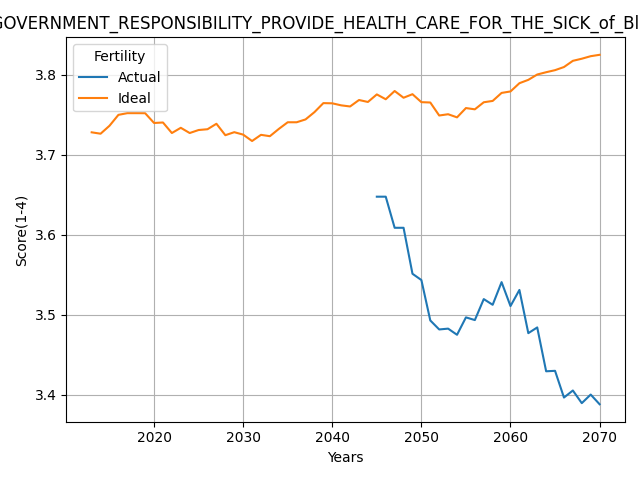 GOVERNMENT_RESPONSIBILITY_PROVIDE_HEALTH_CARE_FOR_THE_SICK_of_Bl
Fertility
Actual
Ideal
Score(1-4)
3.8
3.7
3.6
3.5
3.4
2020 2030 2040 2050 2060 2070
Years